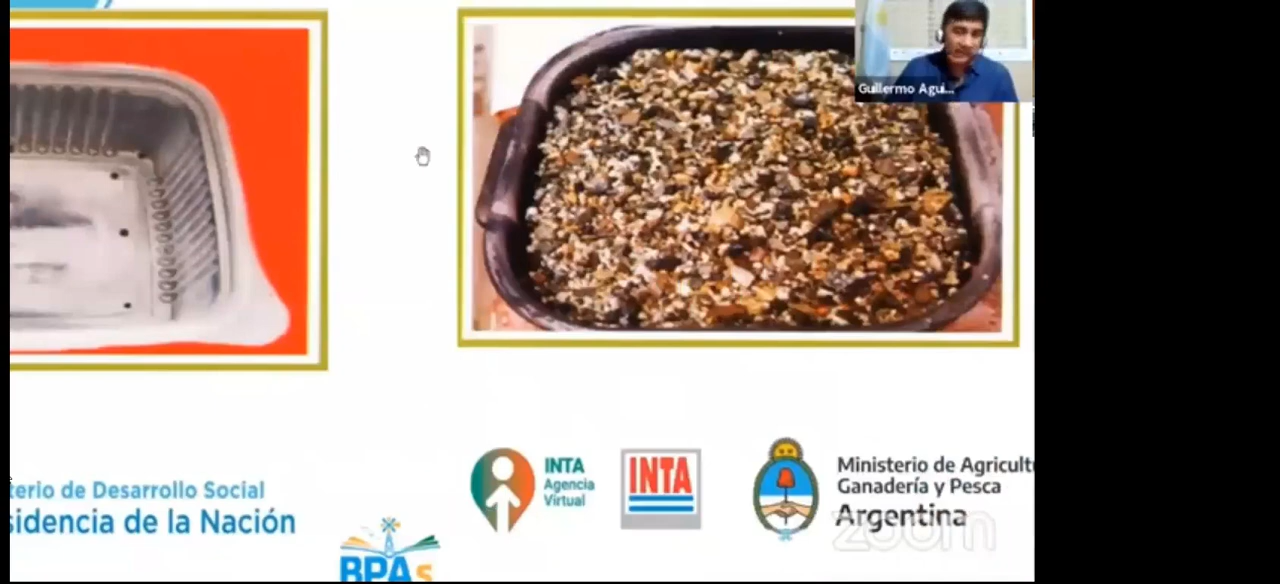 Guillermo Agui...
terio de Desarrollo Social
sidencia de la Nación
BPAs
INTA
Agencia
Virtual
INTA
Ministerio de Agricult
Ganadería y Pesca
Argentina
zoom